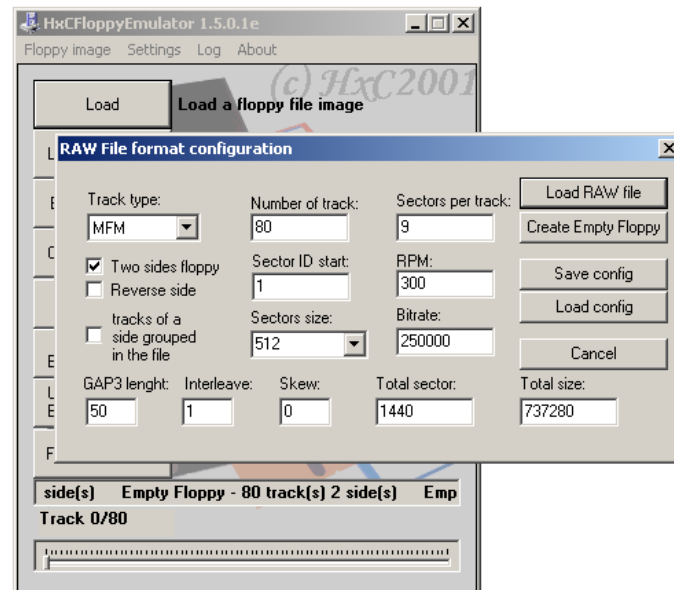 HxCFloppyEmulator 1.5.0.1e
Floppy image Settings Log About
(c) HxC2001
Load
Load a floppy file image
RAW File format configuration
Track type:
MFM
Number of track:
80
Sectors per track:
9
Load RAW file
Create Empty Floppy
Two sides floppy
Reverse side
Sector ID start:
1
RPM:
300
Save config
Load config
tracks of a
side grouped
in the file
Sectors size:
512
Bitrate:
250000
Cancel
GAP3 lenght:
50
Interleave:
1
Skew:
0
Total sector:
1440
Total size:
737280
side(s) Empty Floppy - 80 track(s) 2 side(s) Emp
Track 0/80